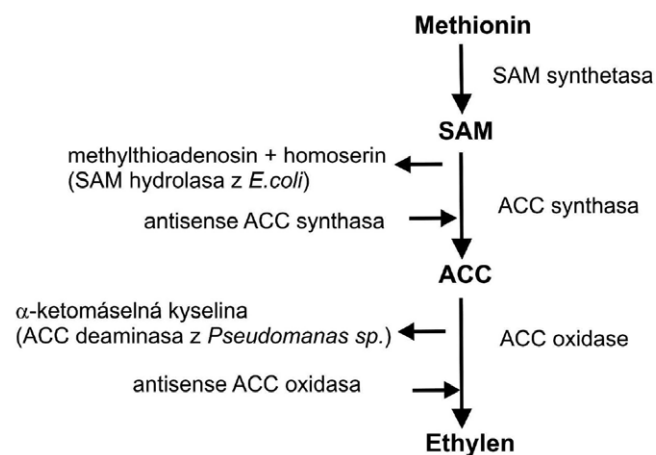 Methionin
SAM synthetasa
SAM
methylthioadenosin + homoserin
(SAM hydrolasa z E.coli)
ACC synthasa
antisense ACC synthasa
ACC
α-ketomáselná kyselina
(ACC deaminasa z Pseudomanas sp.)
ACC oxidase
antisense ACC oxidasa
Ethylen